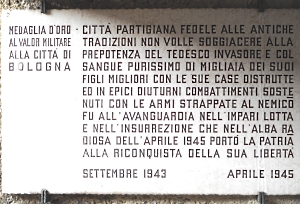 MEDAGLIA D'ORO
AL VALOR MILITARE
ALLA CITTÀ DI
BOLOGNA
CITTÀ PARTIGIANA FEDELE ALLE ANTICHE
TRADIZIONI NON VOLLE SOGGIACERE ALLA
PREPOTENZA DEL TEDESCO INVASORE E COL
SANGUE PURISSIMO DI MIGLIAIA DEI SUOI
FIGLI MIGLIORI CON LE SUE CASE DISTRUTTE
ED IN EPICI DIUTURNI COMBATTIMENTI SOSTE
NUTI CON LE ARMI STRAPPATE AL NEMICO
FU ALL'AVANGUARDIA NELL'IMPARI LOTTA
E NELL'INSURREZIONE CHE NELL'ALBA RA
DIOSA DELL'APRILE 1945 PORTÒ LA PATRIA
ALLA RICONQUISTA DELLA SUA LIBERTÀ
SETTEMBRE 1943 APRILE 1945